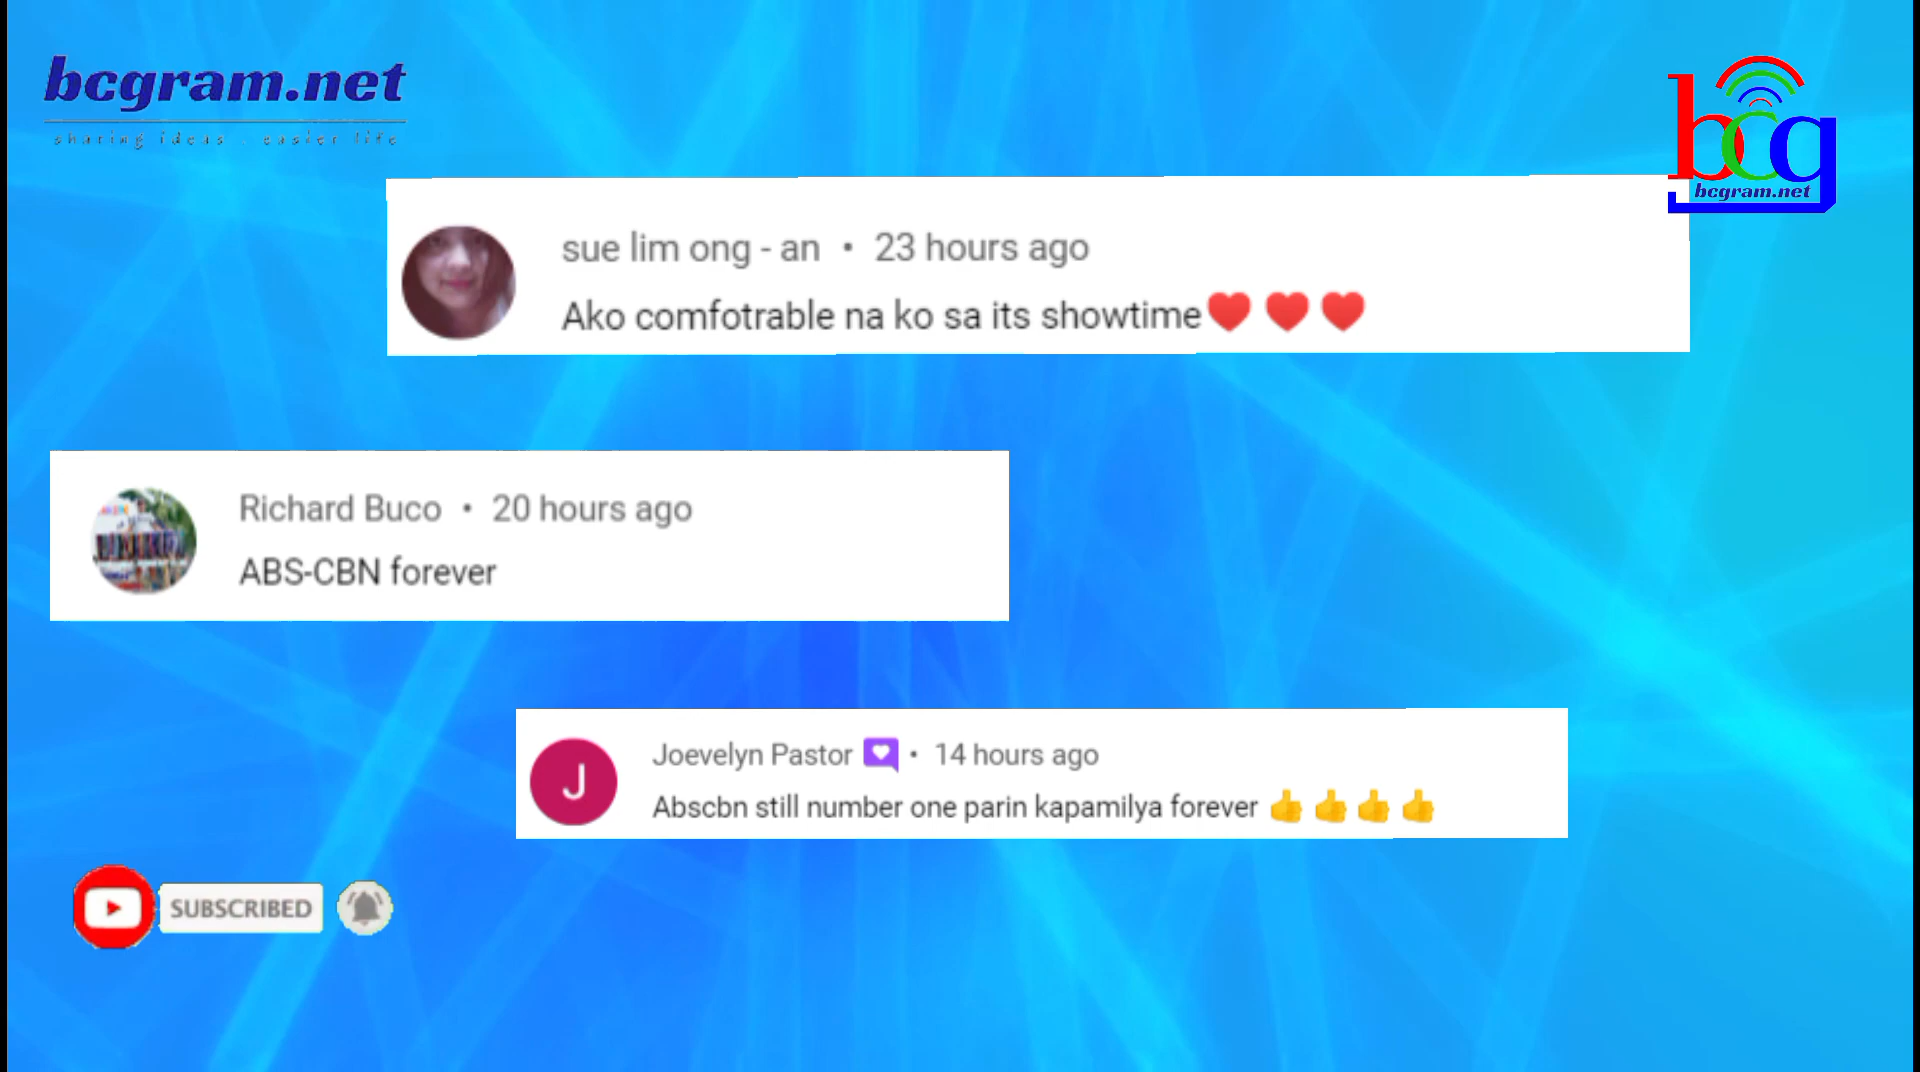 bcgram.net
sharing ideas . easier life
bcg
bcgram.net
sue lim ong - an • 23 hours ago
Ako comfotrable na ko sa its showtime❤️❤️❤️
Richard Buco • 20 hours ago
ABS-CBN forever
J
Joevelyn Pastor • 14 hours ago
Abscbn still number one parin kapamilya forever 👍👍👍👍
SUBSCRIBED